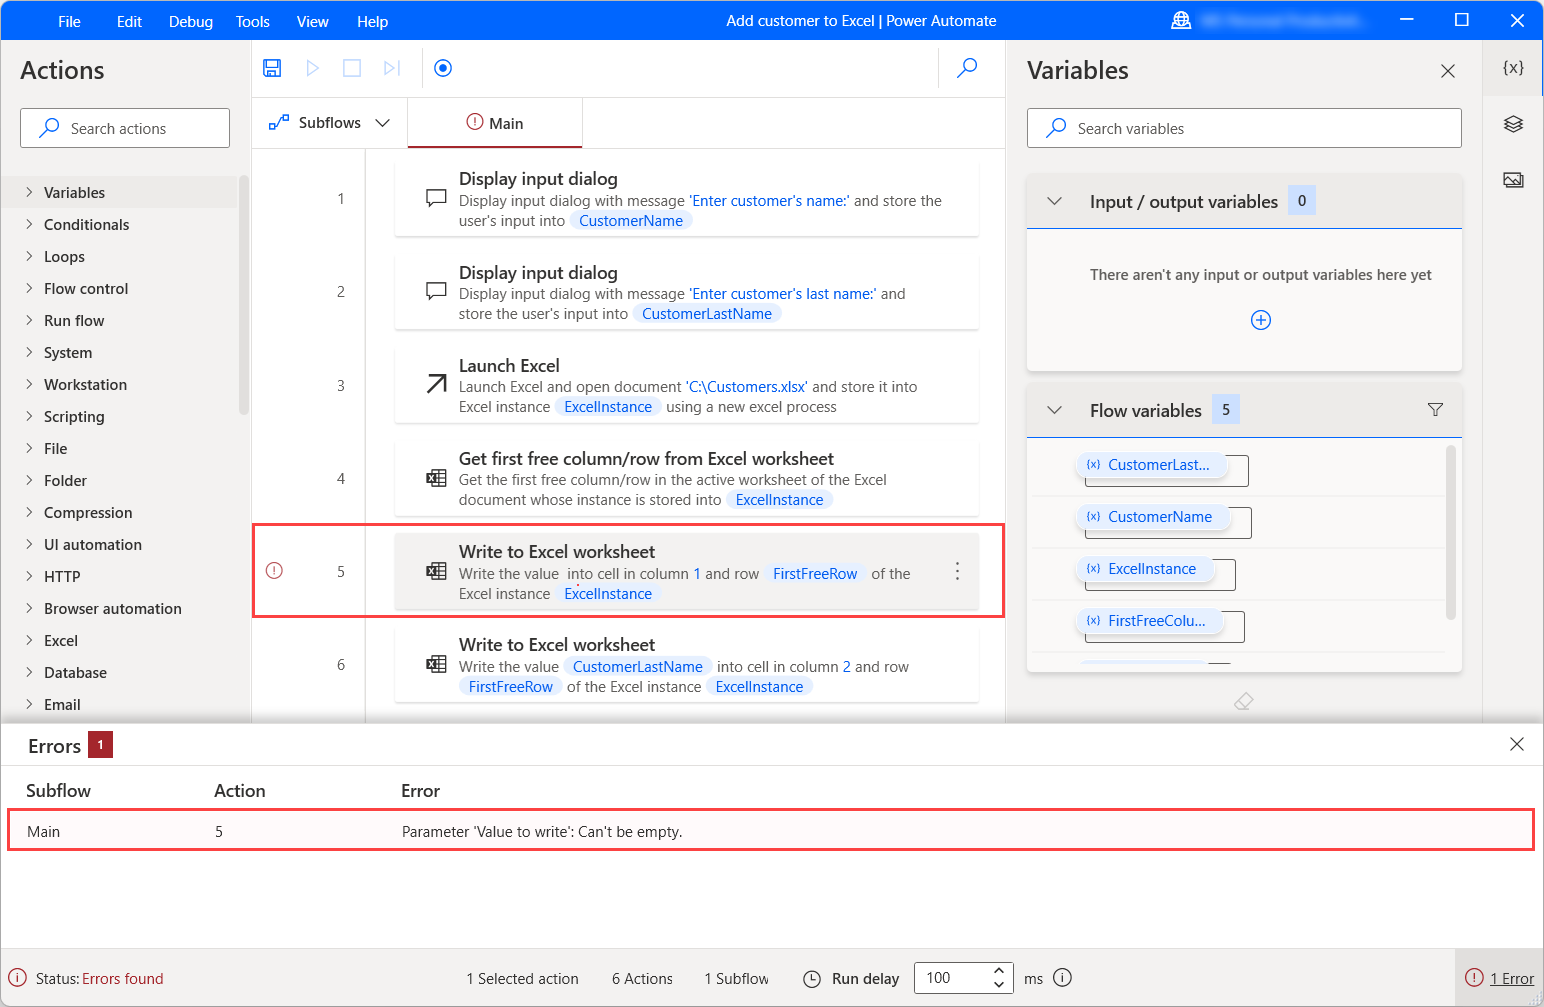 File Edit Debug Tools View Help
Add customer to Excel | Power Automate
Actions
Search actions
Variables
Conditionals
Loops
Flow control
Run flow
System
Workstation
Scripting
File
Folder
Compression
UI automation
HTTP
Browser automation
Excel
Database
Email
Subflows
Main
1
Display input dialog
Display input dialog with message 'Enter customer's name:' and store the
user's input into CustomerName
2
Display input dialog
Display input dialog with message 'Enter customer's last name:' and
store the user's input into CustomerLastName
3
Launch Excel
Launch Excel and open document 'C:\Customers.xlsx' and store it into
Excel instance ExcelInstance using a new excel process
4
Get first free column/row from Excel worksheet
Get the first free column/row in the active worksheet of the Excel
document whose instance is stored into ExcelInstance
5
Write to Excel worksheet
Write the value into cell in column 1 and row FirstFreeRow of the
Excel instance ExcelInstance
6
Write to Excel worksheet
Write the value CustomerLastName into cell in column 2 and row
FirstFreeRow of the Excel instance ExcelInstance
Variables
{x}
Search variables
Input / output variables 0
There aren't any input or output variables here yet
Flow variables 5
{x} CustomerLast...
{x} CustomerName
{x} ExcelInstance
{x} FirstFreeColu...
Errors 1
Subflow Action Error
Main 5 Parameter 'Value to write': Can't be empty.
Status: Errors found
1 Selected action
6 Actions
1 Subflow
Run delay 100 ms
1 Error